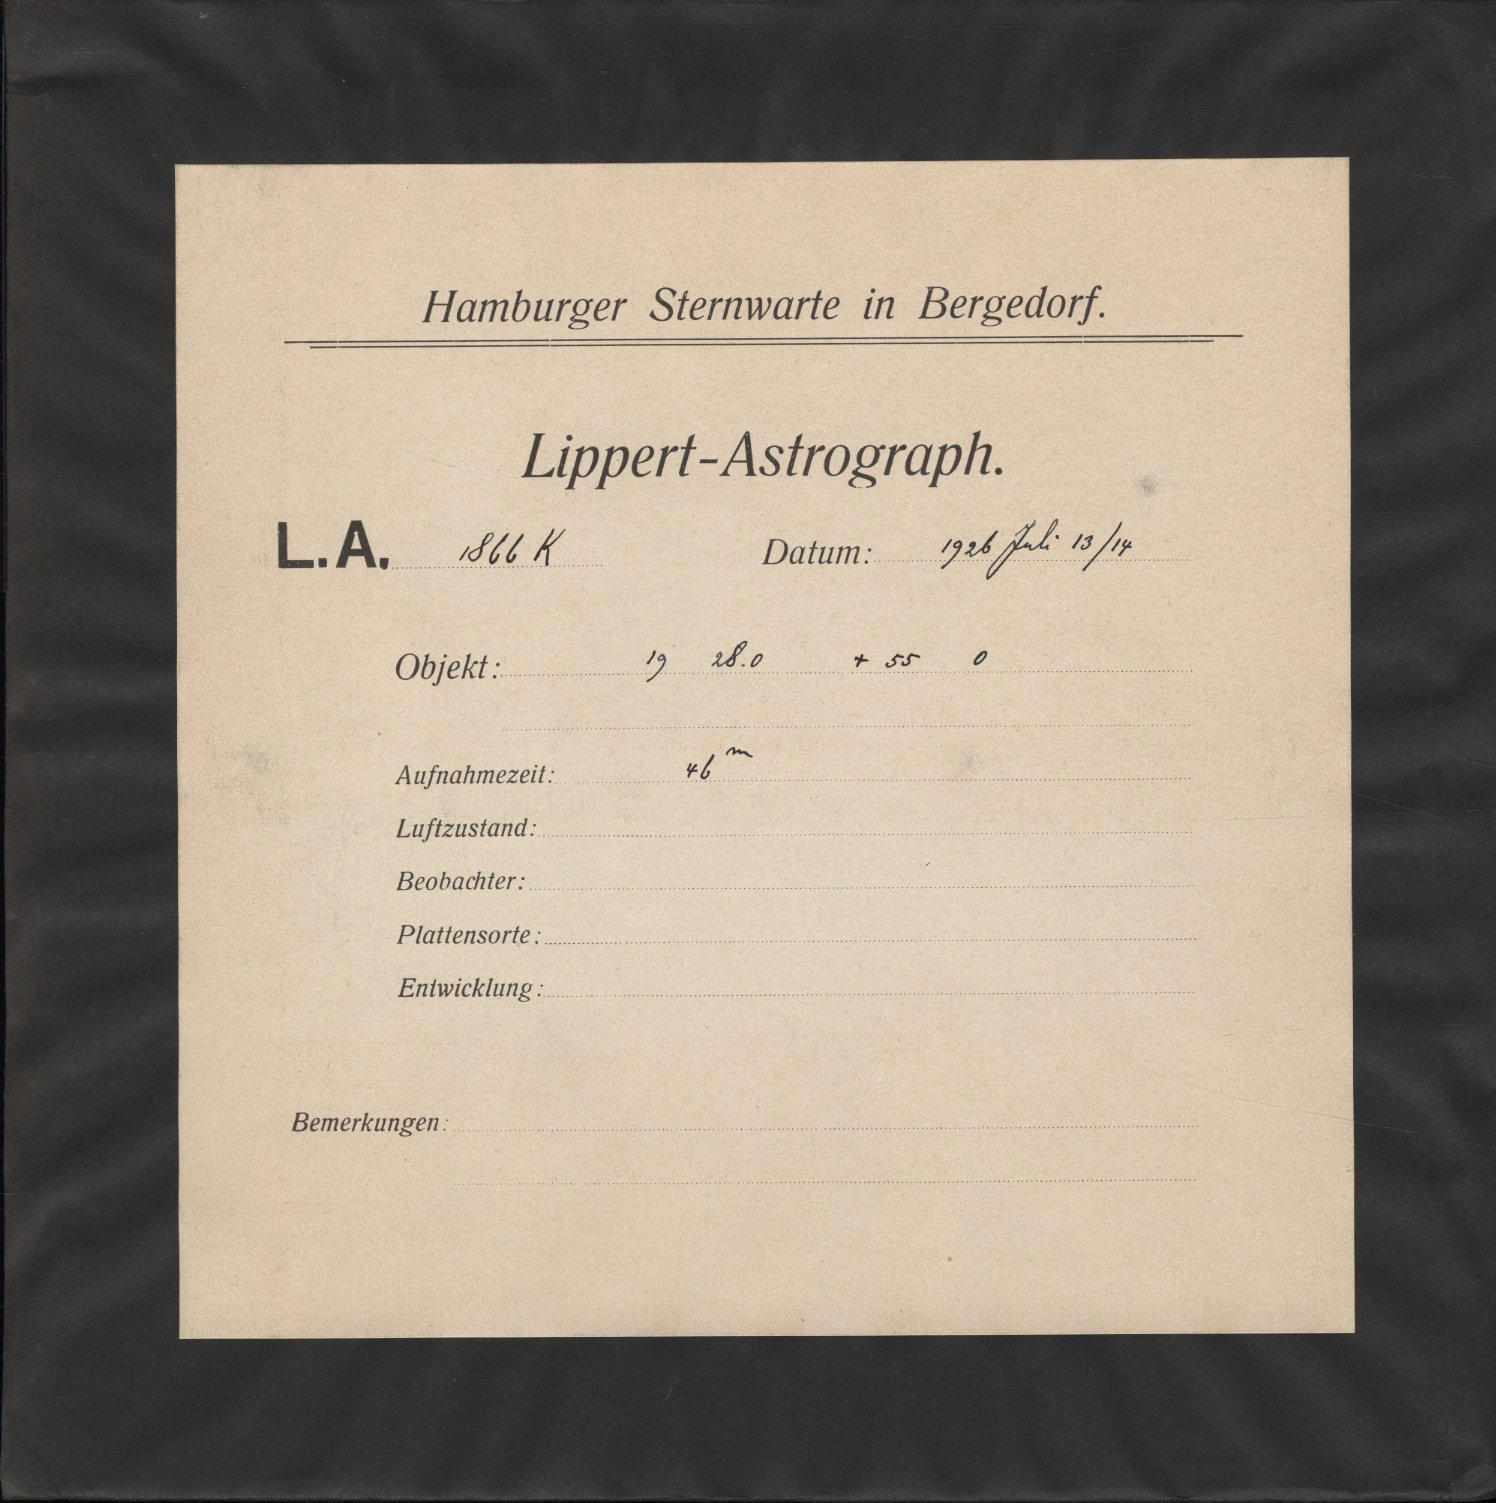 Hamburger Sternwarte in Bergedorf.
Lippert-Astrograph.
L.A. 1866 K Datum: 1926 Juli 13/14
Objekt: 19 28.0 + 55 0
Aufnahmezeit: 46 m
Luftzustand:
Beobachter:
Plattensorte:
Entwicklung:
Bemerkungen: